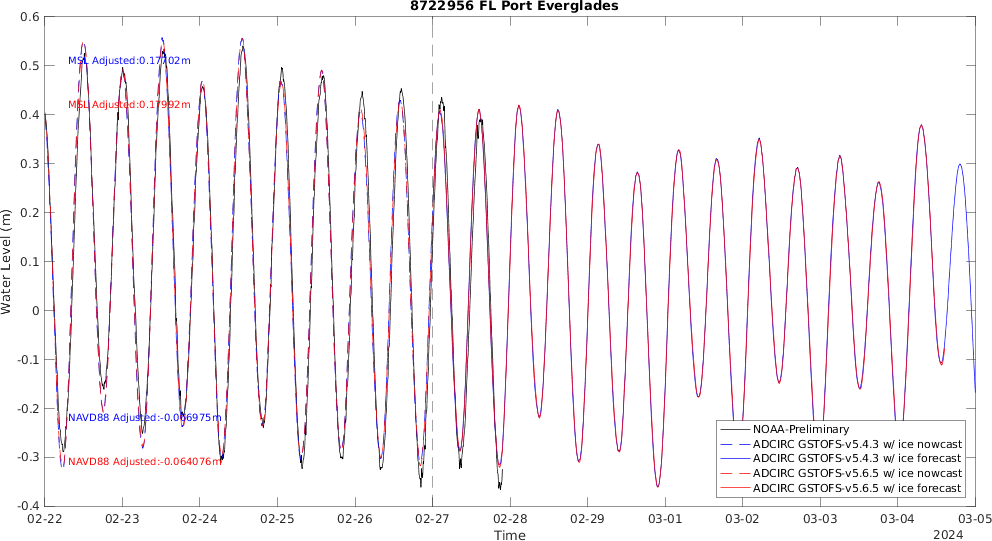 8722956 FL Port Everglades
0.6
0.5
0.4
0.3
0.2
0.1
0
-0.1
-0.2
-0.3
-0.4
Water Level (m)
MSL Adjusted:0.17702m
MSL Adjusted:0.17992m
NAVD88 Adjusted:-0.066975m
NAVD88 Adjusted:-0.064076m
NOAA-Preliminary
ADCIRC GSTOFS-v5.4.3 w/ ice nowcast
ADCIRC GSTOFS-v5.4.3 w/ ice forecast
ADCIRC GSTOFS-v5.6.5 w/ ice nowcast
ADCIRC GSTOFS-v5.6.5 w/ ice forecast
02-22 02-23 02-24 02-25 02-26 02-27 02-28 02-29 03-01 03-02 03-03 03-04 03-05
Time
2024